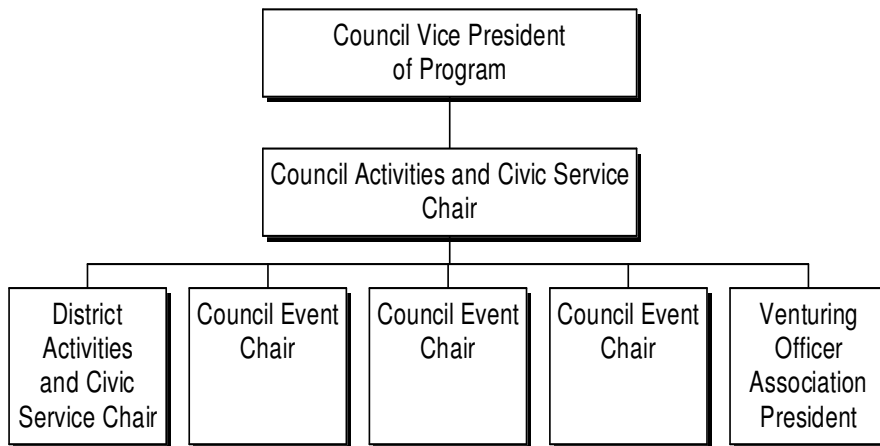 Council Vice President
of Program
Council Activities and Civic Service
Chair
District
Activities
and Civic
Service Chair
Council Event
Chair
Council Event
Chair
Council Event
Chair
Venturing
Officer
Association
President